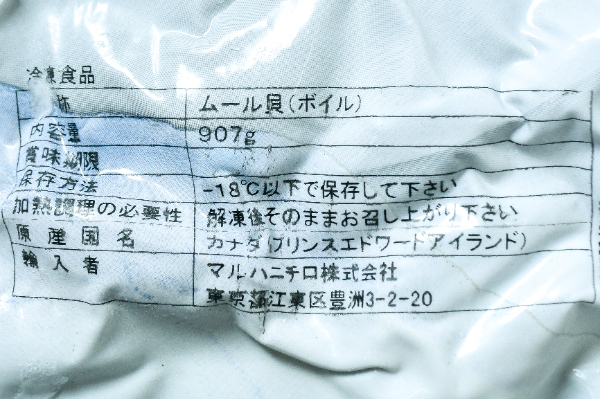 冷凍食品
称 ムール貝(ボイル)
内容量 907g
賞味期限
保存方法 -18℃以下で保存して下さい
加熱調理の必要性 解凍後そのままお召し上がり下さい
原産国名 カナダ(プリンスエドワードアイランド)
輸入者 マルハニチロ株式会社
東京都江東区豊洲3-2-20